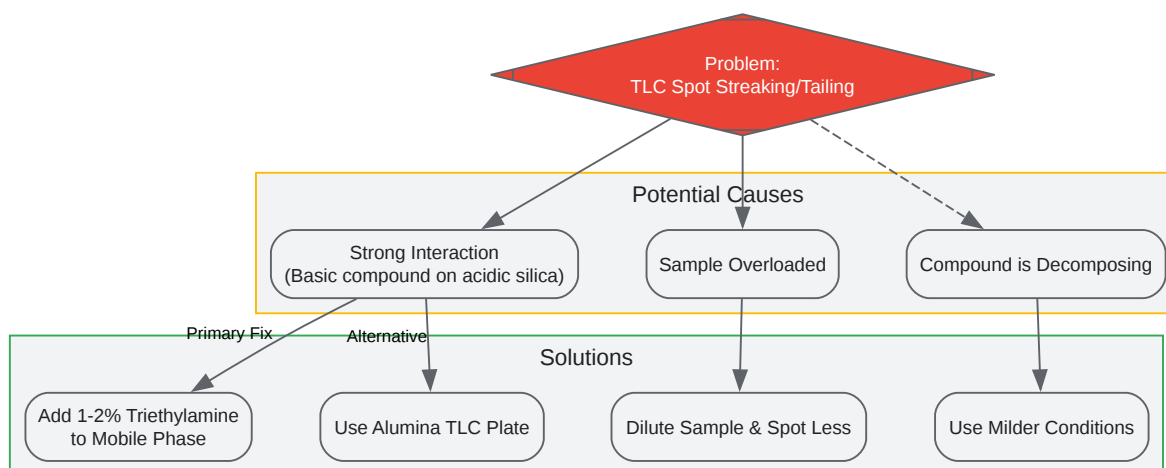 Problem:
TLC Spot Streaking/Tailing
Potential Causes
Strong Interaction
(Basic compound on acidic silica)
Sample Overloaded
Compound is Decomposing
Primary Fix
Alternative
Solutions
Add 1-2% Triethylamine
to Mobile Phase
Use Alumina TLC Plate
Dilute Sample & Spot Less
Use Milder Conditions